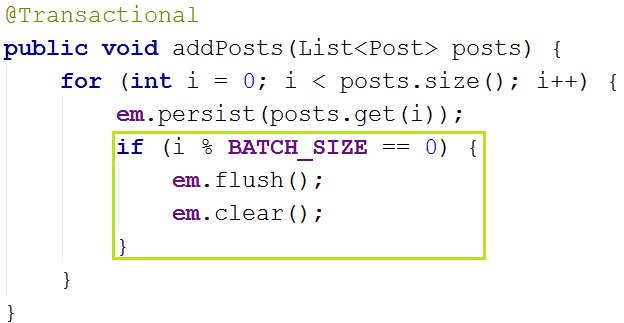 @Transactional
public void addPosts(List<Post> posts) {
    for (int i = 0; i < posts.size(); i++) {
        em.persist(posts.get(i));
        if (i % BATCH_SIZE == 0) {
            em.flush();
            em.clear();
        }
    }
}